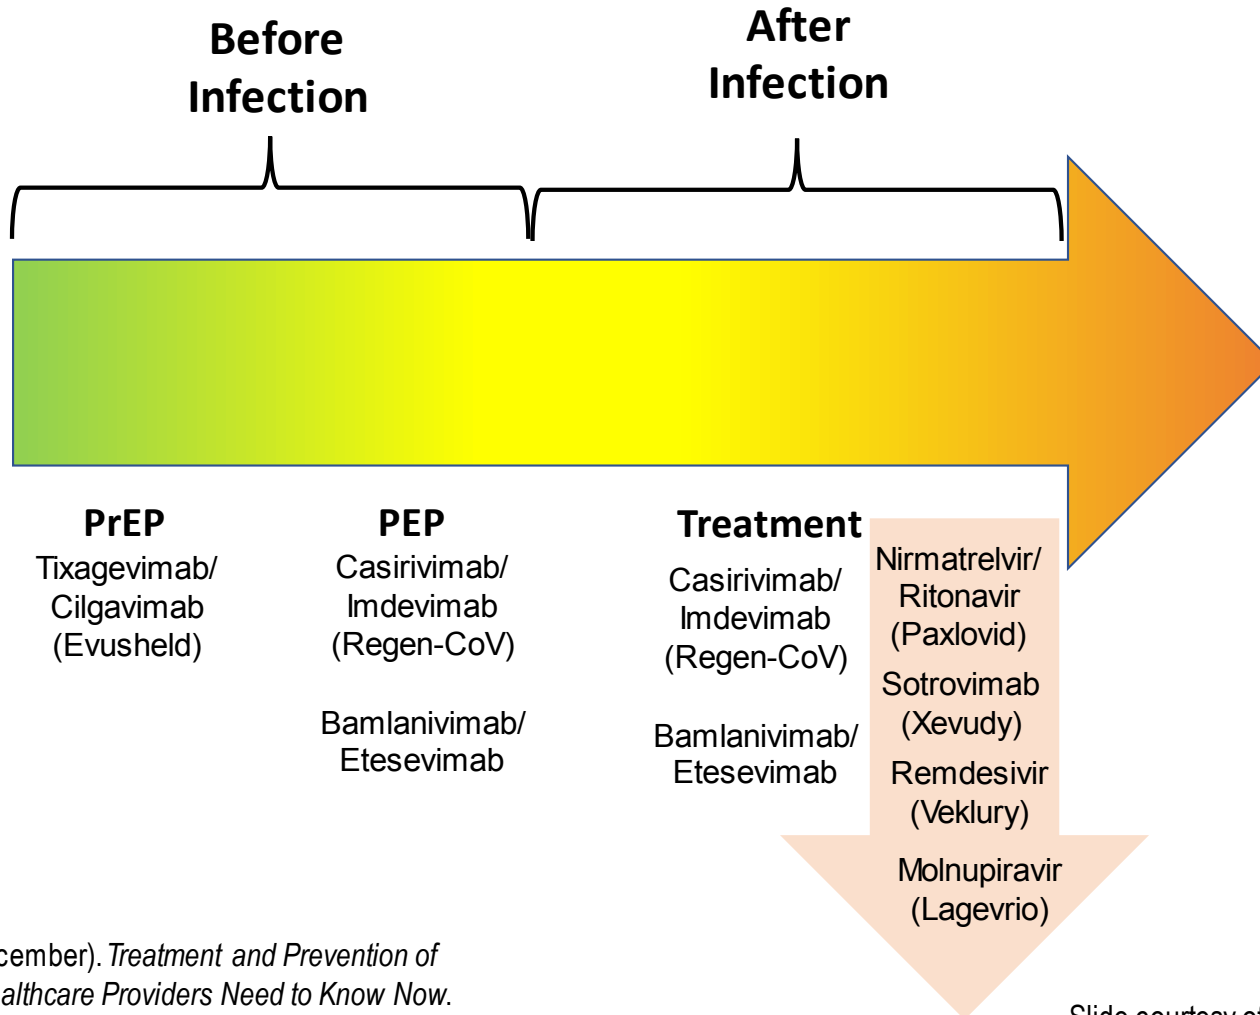 Before
Infection
After
Infection
PrEP
Tixagevimab/
Cilgavimab
(Evusheld)
PEP
Casirivimab/
Imdevimab
(Regen-CoV)
Bamlanivimab/
Etesevimab
Treatment
Casirivimab/
Imdevimab
(Regen-CoV)
Bamlanivimab/
Etesevimab
Nirmatrelvir/
Ritonavir
(Paxlovid)
Sotrovimab
(Xevudy)
Remdesivir
(Veklury)
Molnupiravir
(Lagevrio)
cember). Treatment and Prevention of
althcare Providers Need to Know Now.
Slide courtesy of